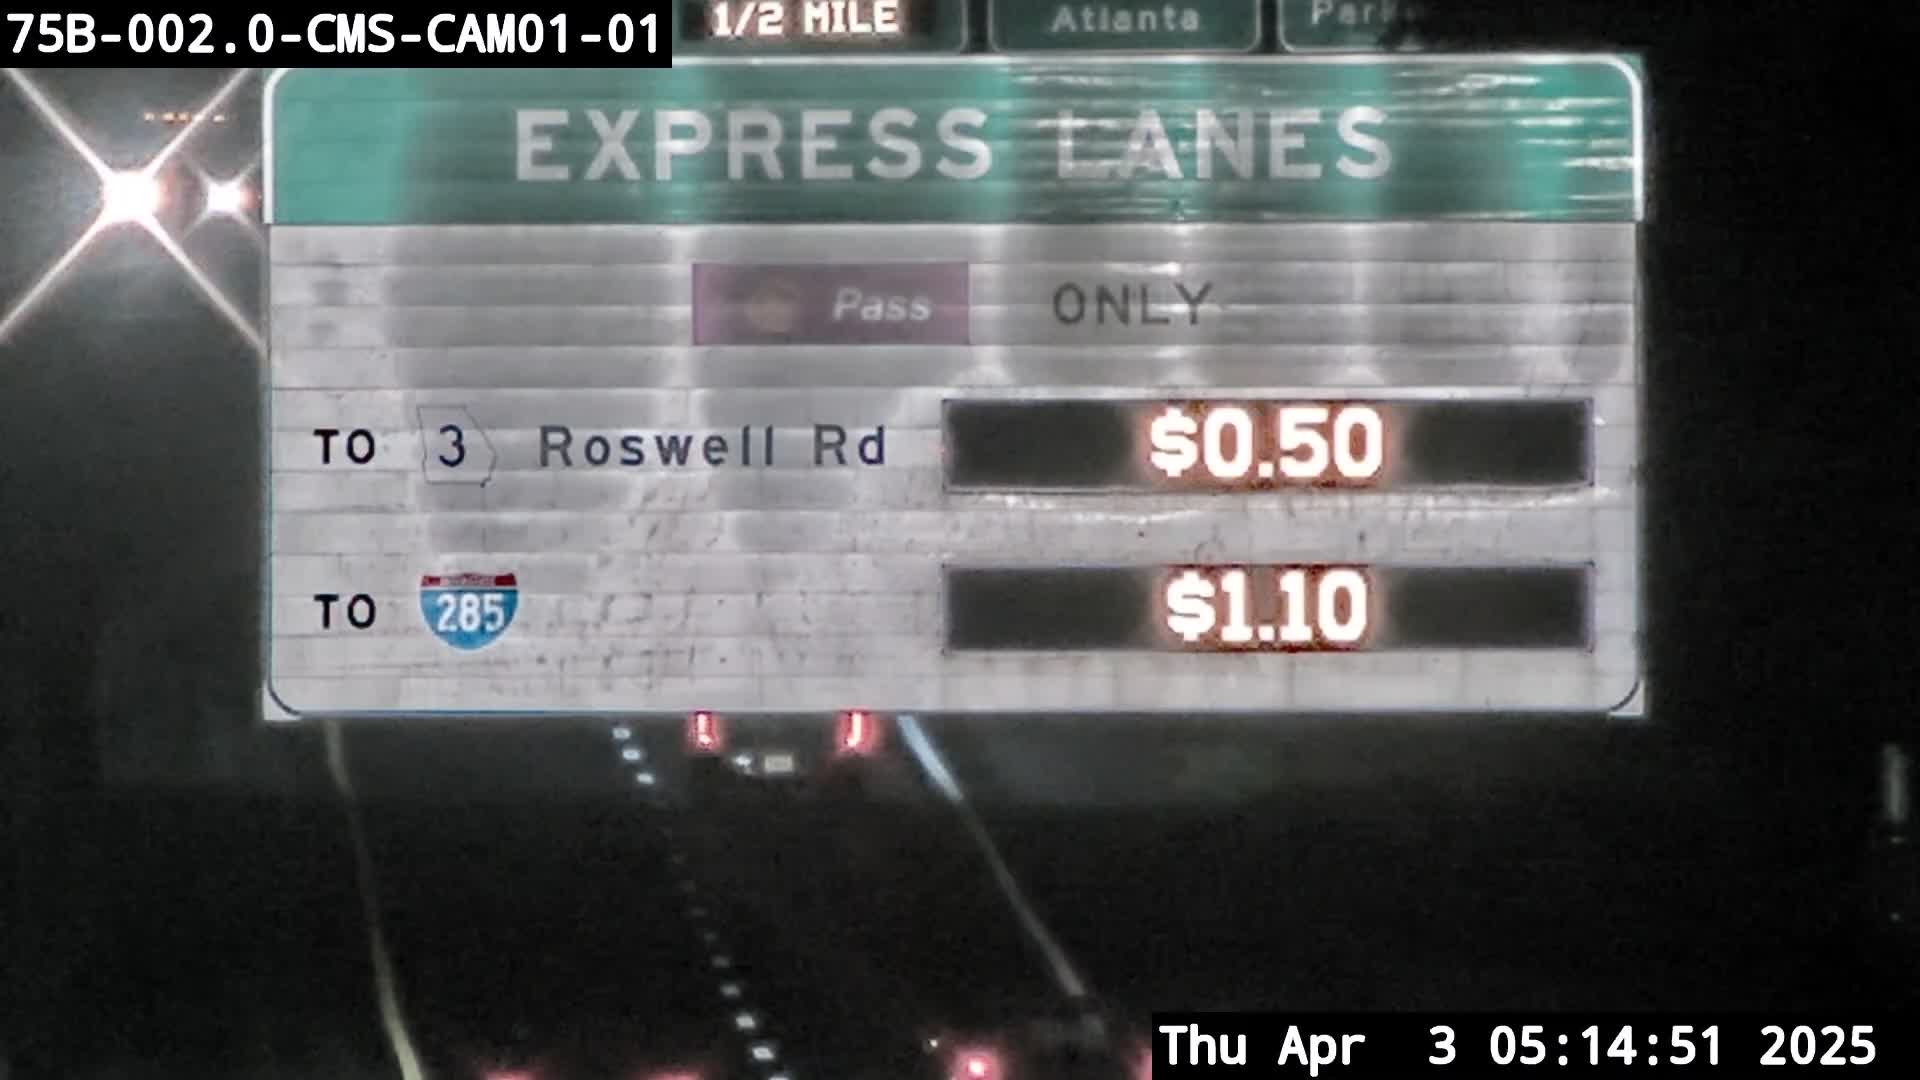 75B-002.0-CMS-CAM01-01
1/2 MILE
Atlanta
EXPRESS LANES
Pass ONLY
TO 3 Roswell Rd $0.50
TO 285 $1.10
Thu Apr 3 05:14:51 2025